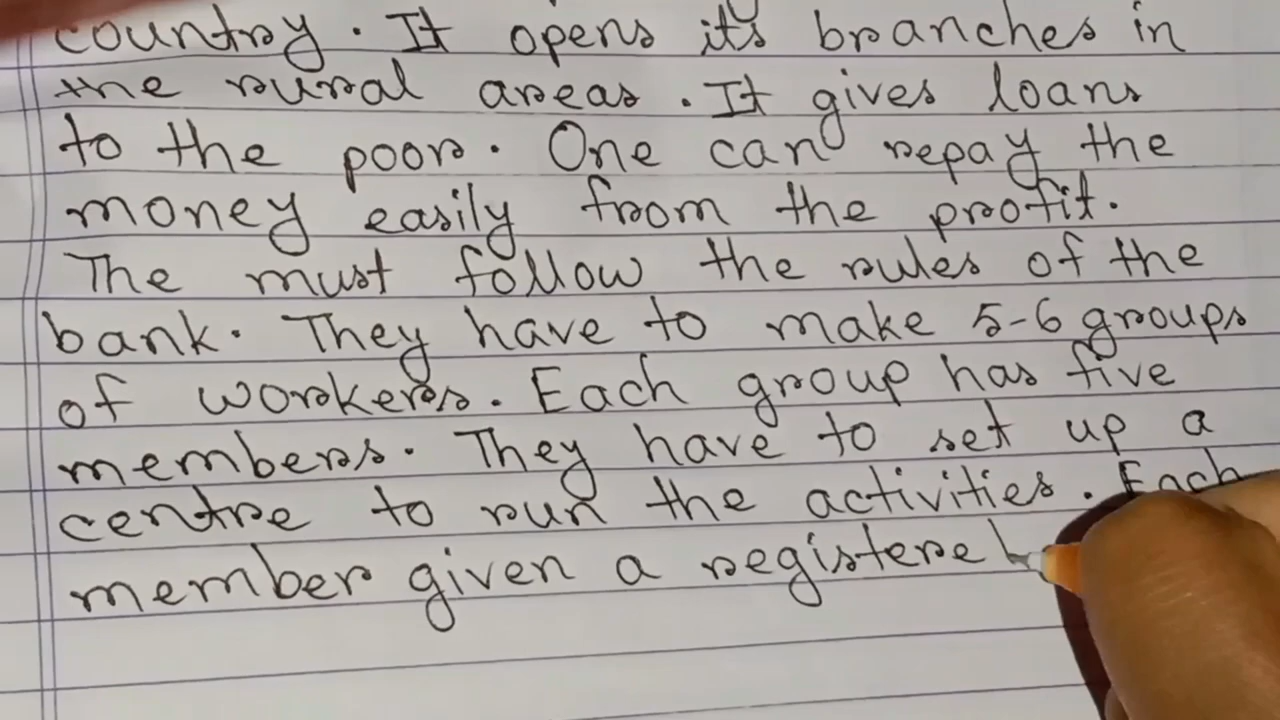 country. It opens its branches in
the rural areas. It gives loans
to the poor. One can repay the
money easily from the profit.
The must follow the rules of the
bank. They have to make 5-6 groups
of workers. Each group has five
members. They have to set up a
centre to run the activities. Each
member given a registere